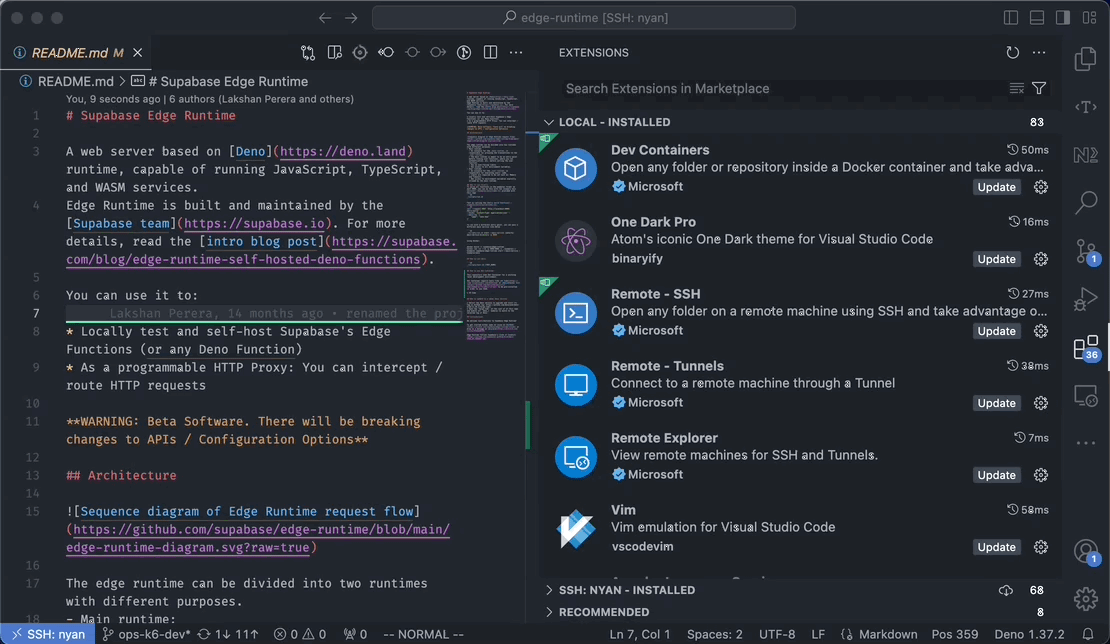 edge-runtime [SSH: nyan]
README.md M
README.md > # Supabase Edge Runtime
You, 9 seconds ago | 6 authors (Lakshan Perera and others)
1 # Supabase Edge Runtime
2
3 A web server based on [Deno](https://deno.land)
runtime, capable of running JavaScript, TypeScript,
and WASM services.
4 Edge Runtime is built and maintained by the
[Supabase team](https://supabase.io). For more
details, read the [intro blog post](https://supabase.
com/blog/edge-runtime-self-hosted-deno-functions).
5
6 You can use it to:
7 Lakshan Perera, 14 months ago • renamed the proj
8 * Locally test and self-host Supabase's Edge
Functions (or any Deno Function)
9 * As a programmable HTTP Proxy: You can intercept /
route HTTP requests
10
11 **WARNING: Beta Software. There will be breaking
changes to APIs / Configuration Options**
12
13 ## Architecture
14
15 ![Sequence diagram of Edge Runtime request flow]
(https://github.com/supabase/edge-runtime/blob/main/
edge-runtime-diagram.svg?raw=true)
16
17 The edge runtime can be divided into two runtimes
with different purposes.
18 - Main runtime:
EXTENSIONS
Search Extensions in Marketplace
LOCAL - INSTALLED 83
Dev Containers 50ms
Open any folder or repository inside a Docker container and take adva...
Microsoft Update
One Dark Pro 16ms
Atom's iconic One Dark theme for Visual Studio Code
binaryify Update
Remote - SSH 27ms
Open any folder on a remote machine using SSH and take advantage o...
Microsoft Update
Remote - Tunnels 38ms
Connect to a remote machine through a Tunnel
Microsoft Update
Remote Explorer 7ms
View remote machines for SSH and Tunnels.
Microsoft Update
Vim 58ms
Vim emulation for Visual Studio Code
vscodevim Update
SSH: NYAN - INSTALLED 68
RECOMMENDED 8
T
N
1
36
1
SSH: nyan ops-k6-dev* 1↓ 11↑ 0 0 0 -- NORMAL -- Ln 7, Col 1 Spaces: 2 UTF-8 LF Markdown Pos 359 Deno 1.37.2